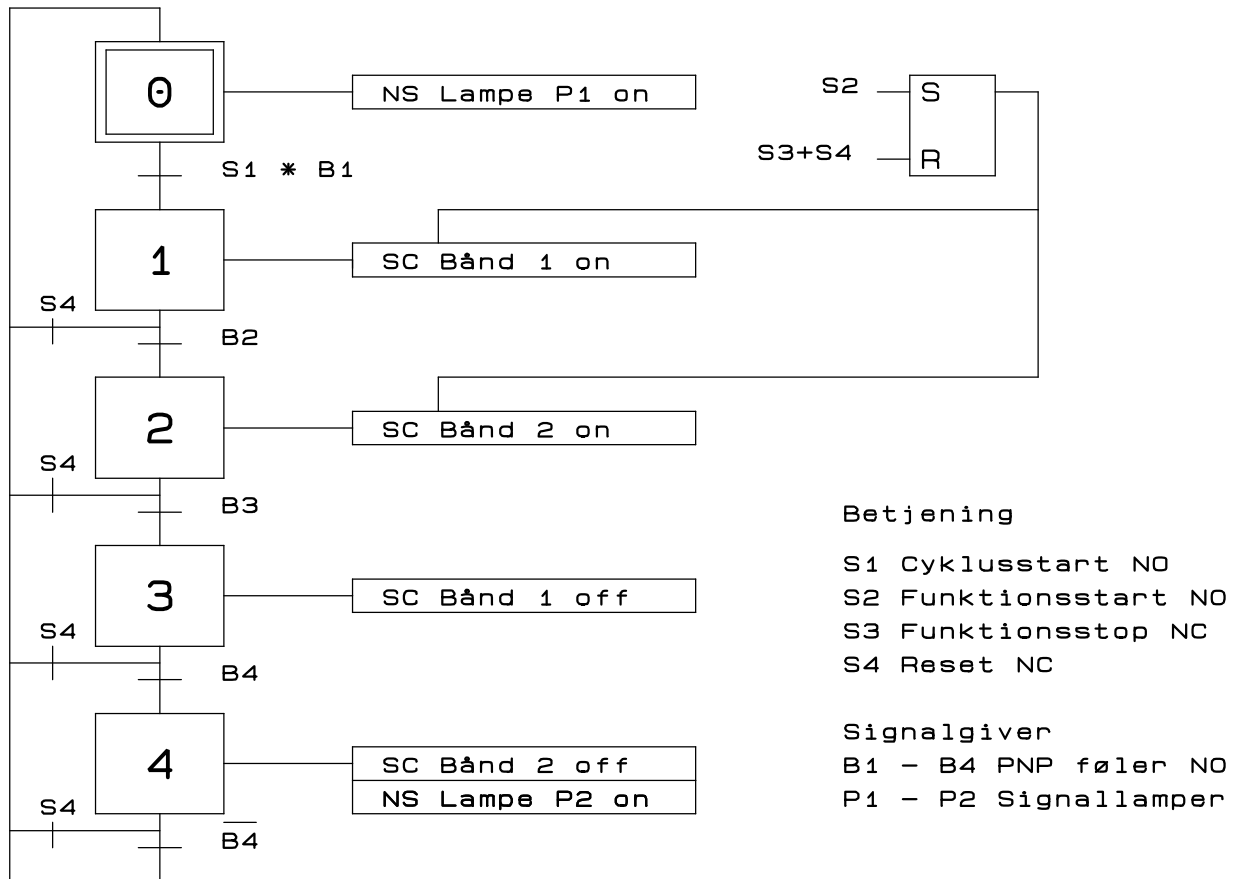 0
NS Lampe P1 on
S2
S
S3+S4
R
S1 * B1
1
SC Bånd 1 on
S4
B2
2
SC Bånd 2 on
S4
B3
3
SC Bånd 1 off
S4
B4
4
SC Bånd 2 off
NS Lampe P2 on
S4
B̅4̅
Betjening
S1 Cyklusstart NO
S2 Funktionsstart NO
S3 Funktionsstop NC
S4 Reset NC
Signalgiver
B1 - B4 PNP føler NO
P1 - P2 Signallamper